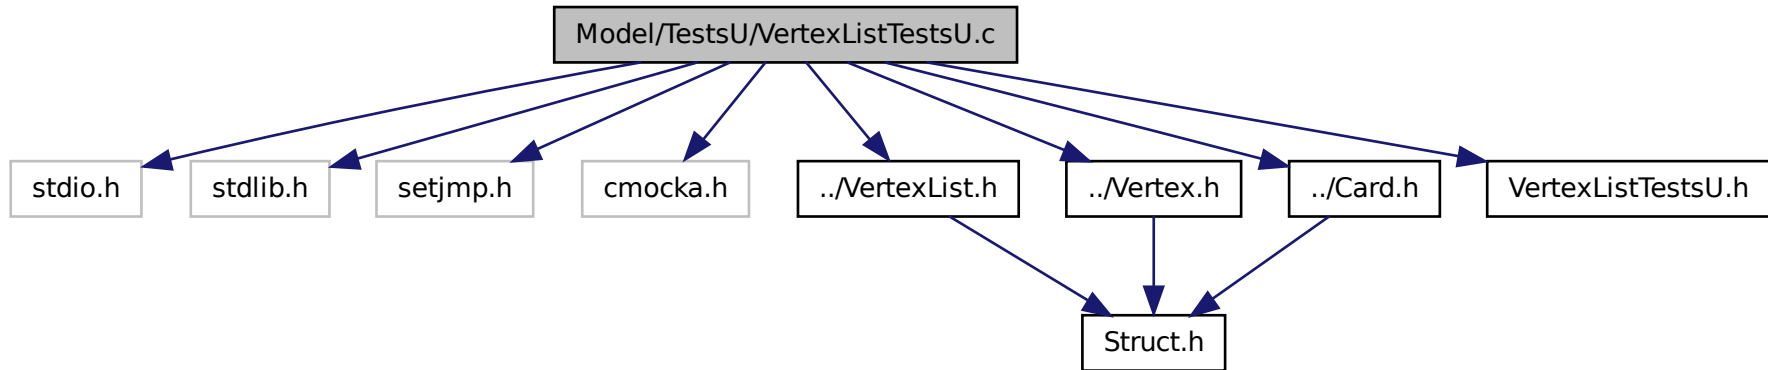 Model/TestsU/VertexListTestsU.c
stdio.h
stdlib.h
setjmp.h
cmocka.h
../VertexList.h
../Vertex.h
../Card.h
VertexListTestsU.h
Struct.h